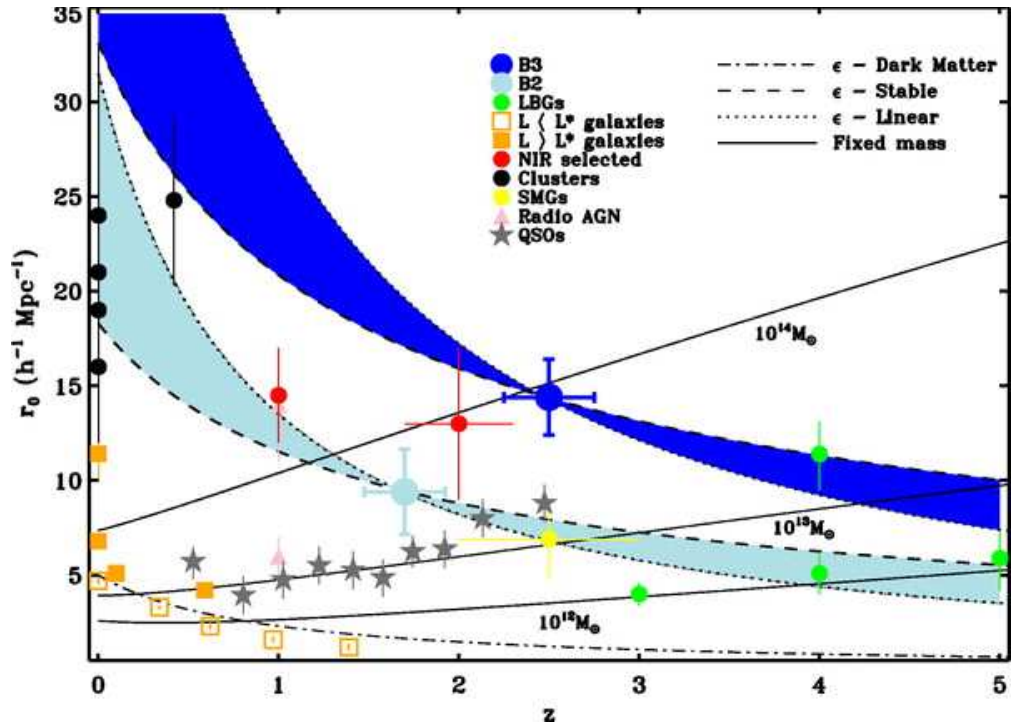 35
30
25
20
15
10
5
r₀ (h⁻¹ Mpc⁻¹)
B3
B2
LBGs
L < L* galaxies
L > L* galaxies
NIR selected
Clusters
SMGs
Radio AGN
QSOs
ϵ - Dark Matter
ϵ - Stable
ϵ - Linear
Fixed mass
10¹⁴M☉
10¹³M☉
10¹²M☉
0 1 2 3 4 5
z